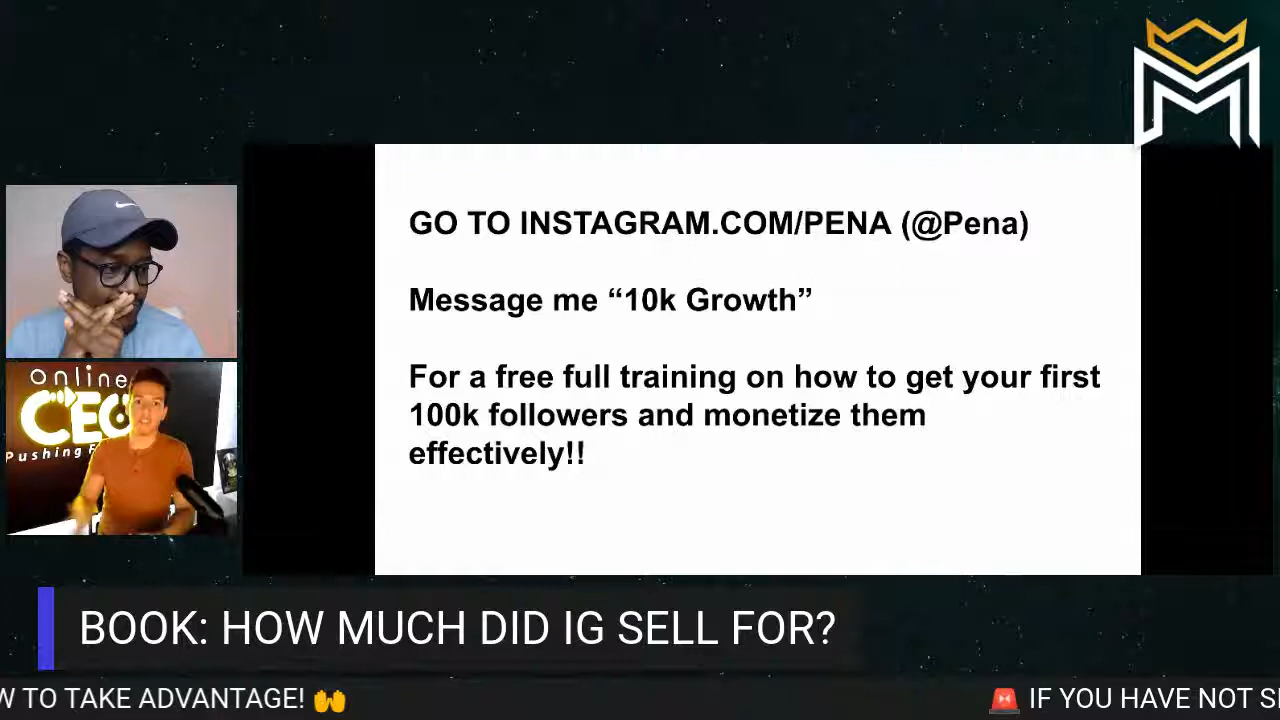 GO TO INSTAGRAM.COM/PENA (@Pena)
Message me “10k Growth”
For a free full training on how to get your first
100k followers and monetize them
effectively!!
online
CEO
Pushing
BOOK: HOW MUCH DID IG SELL FOR?
W TO TAKE ADVANTAGE! 🙌 🚨 IF YOU HAVE NOT